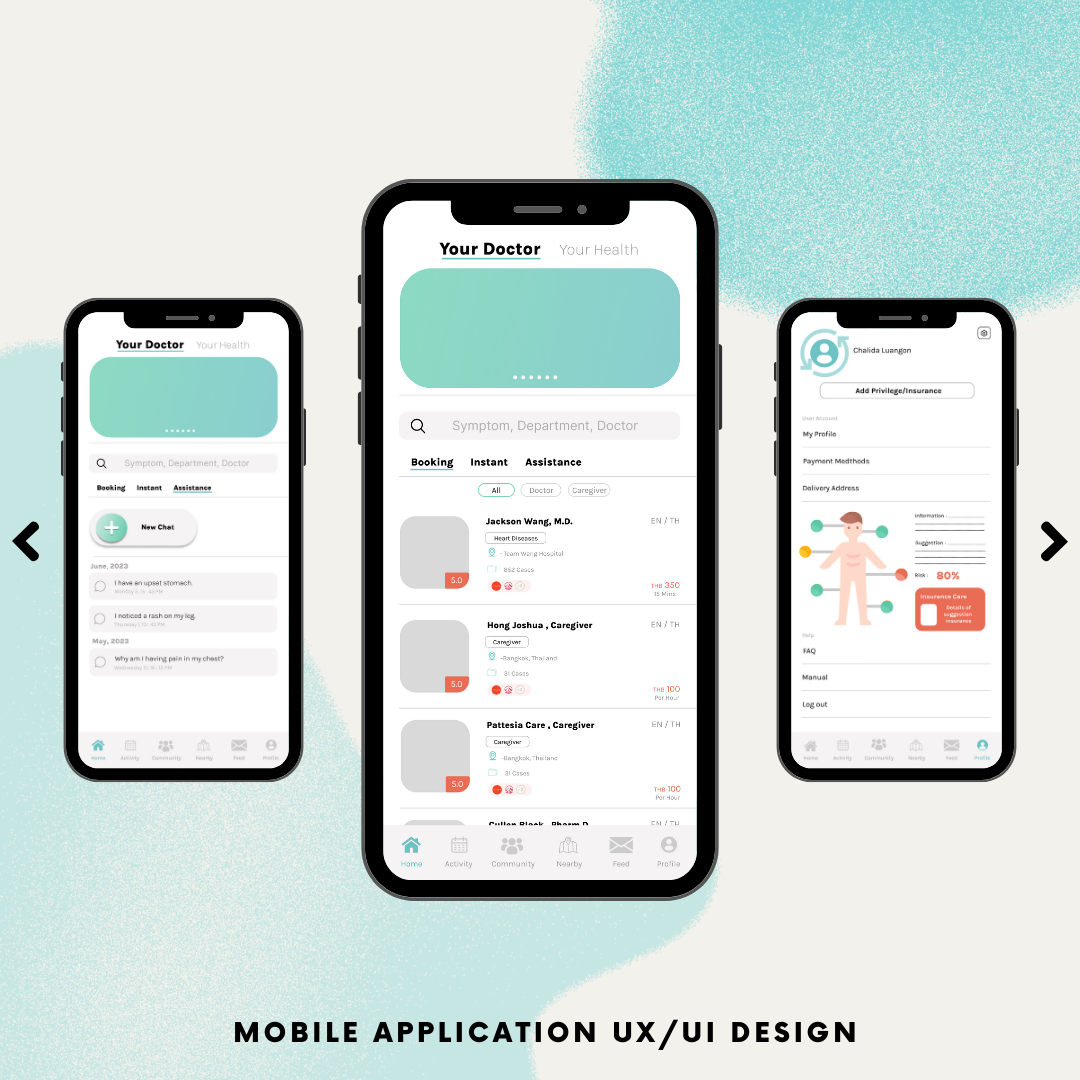 Your Doctor Your Health
Symptom, Department, Doctor
Booking Instant Assistance
New Chat
June, 2023
I have an upset stomach.
I noticed a rash on my leg.
May, 2023
Why am I having pain in my chest?
Home Activity Community Nearby Feed Profile
Your Doctor Your Health
Symptom, Department, Doctor
Booking Instant Assistance
All Doctor Caregiver
Jackson Wang, M.D. EN / TH
Heart Diseases
- Team Wang Hospital
862 Cases
5.0
THB 350
15 Mins
Hong Joshua , Caregiver EN / TH
Caregiver
-Bangkok, Thailand
31 Cases
5.0
THB 100
Per Hour
Pattesia Care , Caregiver EN / TH
Caregiver
-Bangkok, Thailand
31 Cases
5.0
THB 100
Per Hour
Home Activity Community Nearby Feed Profile
Chalida Luangon
Add Privilege/Insurance
User Account
My Profile
Payment Medthods
Delivery Address
Information :
Suggestion :
Risk : 80%
Insurance Care
Details of
suggestion
insurance
Help
FAQ
Manual
Log out
Home Activity Community Nearby Feed Profile
MOBILE APPLICATION UX/UI DESIGN